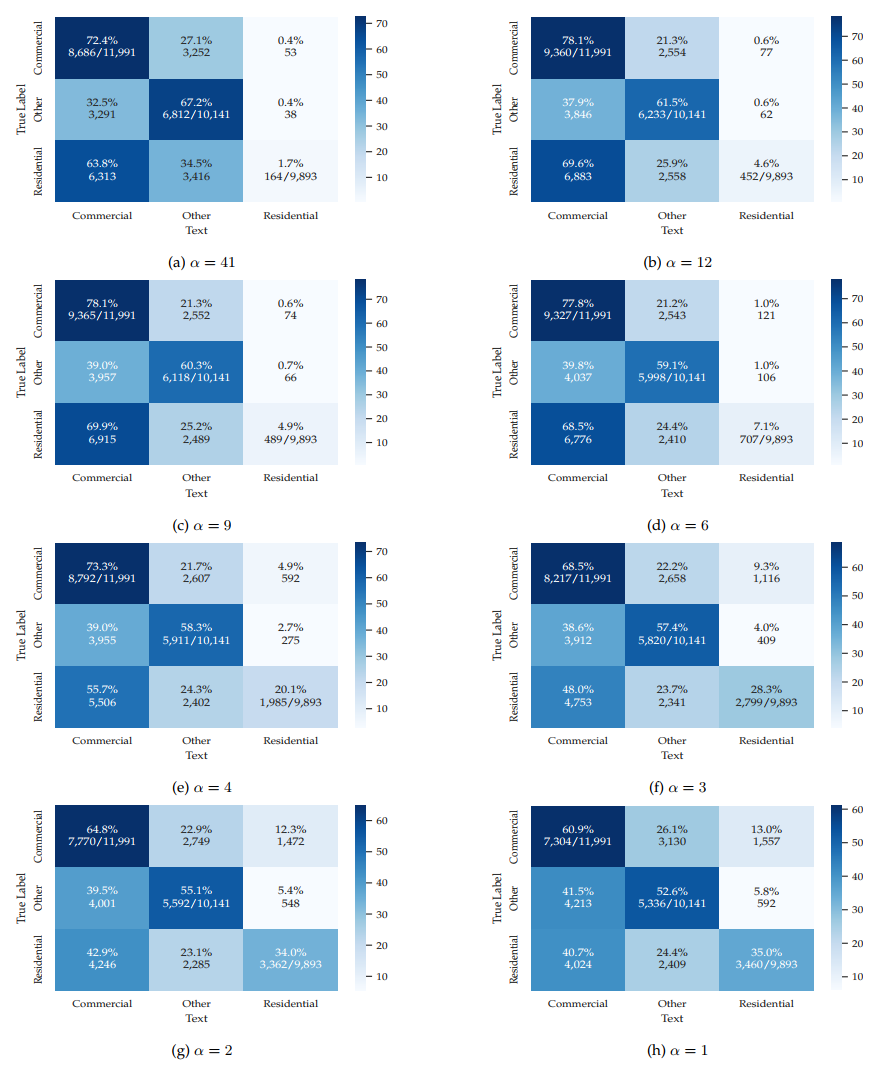 72.4% 27.1% 0.4% 70
8,686/11,991 3,252 53 60
Commercial
50
32.5% 67.2% 0.4% 40
3,291 6,812/10,141 38 30
Other
True Label
63.8% 34.5% 1.7% 20
6,313 3,416 164/9,893 10
Residential
Commercial Other Residential
Text
(a) α = 41
78.1% 21.3% 0.6% 70
9,360/11,991 2,554 77 60
Commercial
50
37.9% 61.5% 0.6% 40
3,846 6,233/10,141 62 30
Other
True Label
69.6% 25.9% 4.6% 20
6,883 2,558 452/9,893 10
Residential
Commercial Other Residential
Text
(b) α = 12
78.1% 21.3% 0.6% 70
9,365/11,991 2,552 74 60
Commercial
50
39.0% 60.3% 0.7% 40
3,957 6,118/10,141 66 30
Other
True Label
69.9% 25.2% 4.9% 20
6,915 2,489 489/9,893 10
Residential
Commercial Other Residential
Text
(c) α = 9
77.8% 21.2% 1.0% 70
9,327/11,991 2,543 121 60
Commercial
50
39.8% 59.1% 1.0% 40
4,037 5,998/10,141 106 30
Other
True Label
68.5% 24.4% 7.1% 20
6,776 2,410 707/9,893 10
Residential
Commercial Other Residential
Text
(d) α = 6
73.3% 21.7% 4.9% 70
8,792/11,991 2,607 592 60
Commercial
50
39.0% 58.3% 2.7% 40
3,955 5,911/10,141 275 30
Other
True Label
55.7% 24.3% 20.1% 20
5,506 2,402 1,985/9,893 10
Residential
Commercial Other Residential
Text
(e) α = 4
68.5% 22.2% 9.3% 60
8,217/11,991 2,658 1,116 50
Commercial
38.6% 57.4% 4.0% 40
3,912 5,820/10,141 409 30
Other
True Label
48.0% 23.7% 28.3% 20
4,753 2,341 2,799/9,893 10
Residential
Commercial Other Residential
Text
(f) α = 3
64.8% 22.9% 12.3% 60
7,770/11,991 2,749 1,472 50
Commercial
39.5% 55.1% 5.4% 40
4,001 5,592/10,141 548 30
Other
True Label
42.9% 23.1% 34.0% 20
4,246 2,285 3,362/9,893 10
Residential
Commercial Other Residential
Text
(g) α = 2
60.9% 26.1% 13.0% 60
7,304/11,991 3,130 1,557 50
Commercial
41.5% 52.6% 5.8% 40
4,213 5,336/10,141 592 30
Other
True Label
40.7% 24.4% 35.0% 20
4,024 2,409 3,460/9,893 10
Residential
Commercial Other Residential
Text
(h) α = 1